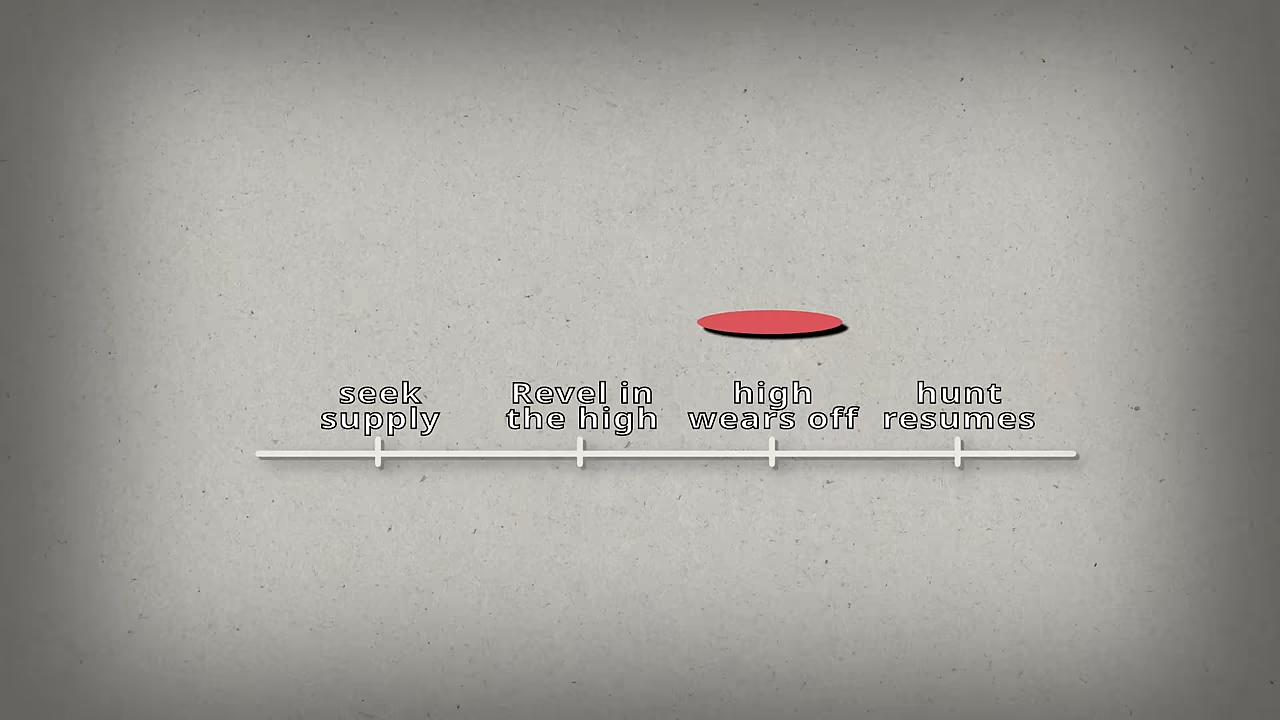 seek
supply
Revel in
the high
high
wears off
hunt
resumes